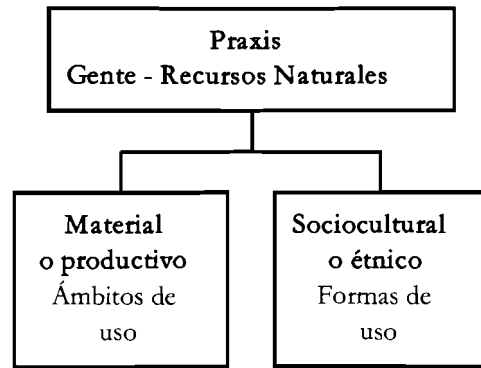 Praxis
Gente - Recursos Naturales
Material
o productivo
Ámbitos de
uso
Sociocultural
o étnico
Formas de
uso